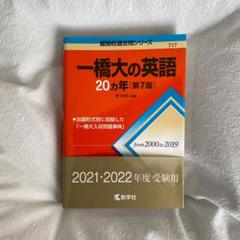 難関校過去問シリーズ
717
一橋大の英語
20ヵ年[第7版]
編著
*出題形式別に収録した
「一橋大入試問題事典」
from 2000 to 2019
2021・2022年度受験用
教学社